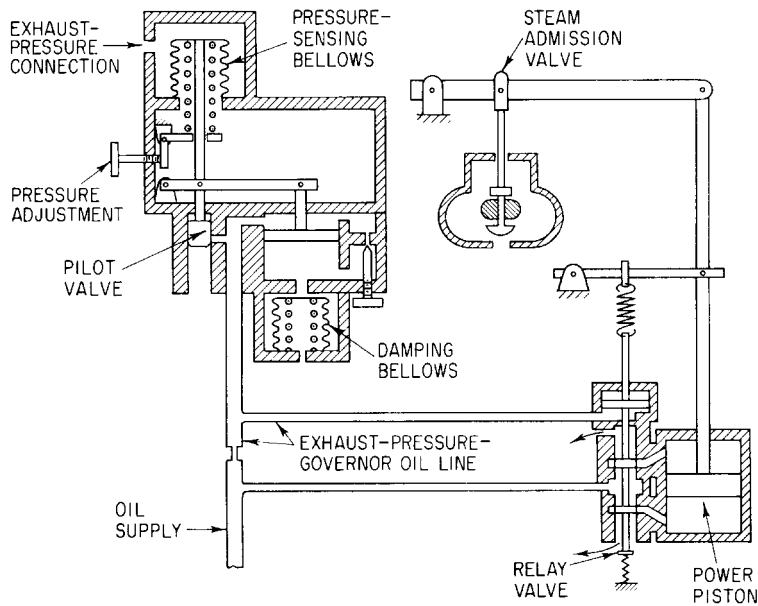 EXHAUST-
PRESSURE
CONNECTION
PRESSURE-
SENSING
BELLOWS
STEAM
ADMISSION
VALVE
PRESSURE
ADJUSTMENT
PILOT
VALVE
DAMPING
BELLOWS
EXHAUST-PRESSURE-
GOVERNOR OIL LINE
OIL
SUPPLY
RELAY
VALVE
POWER
PISTON